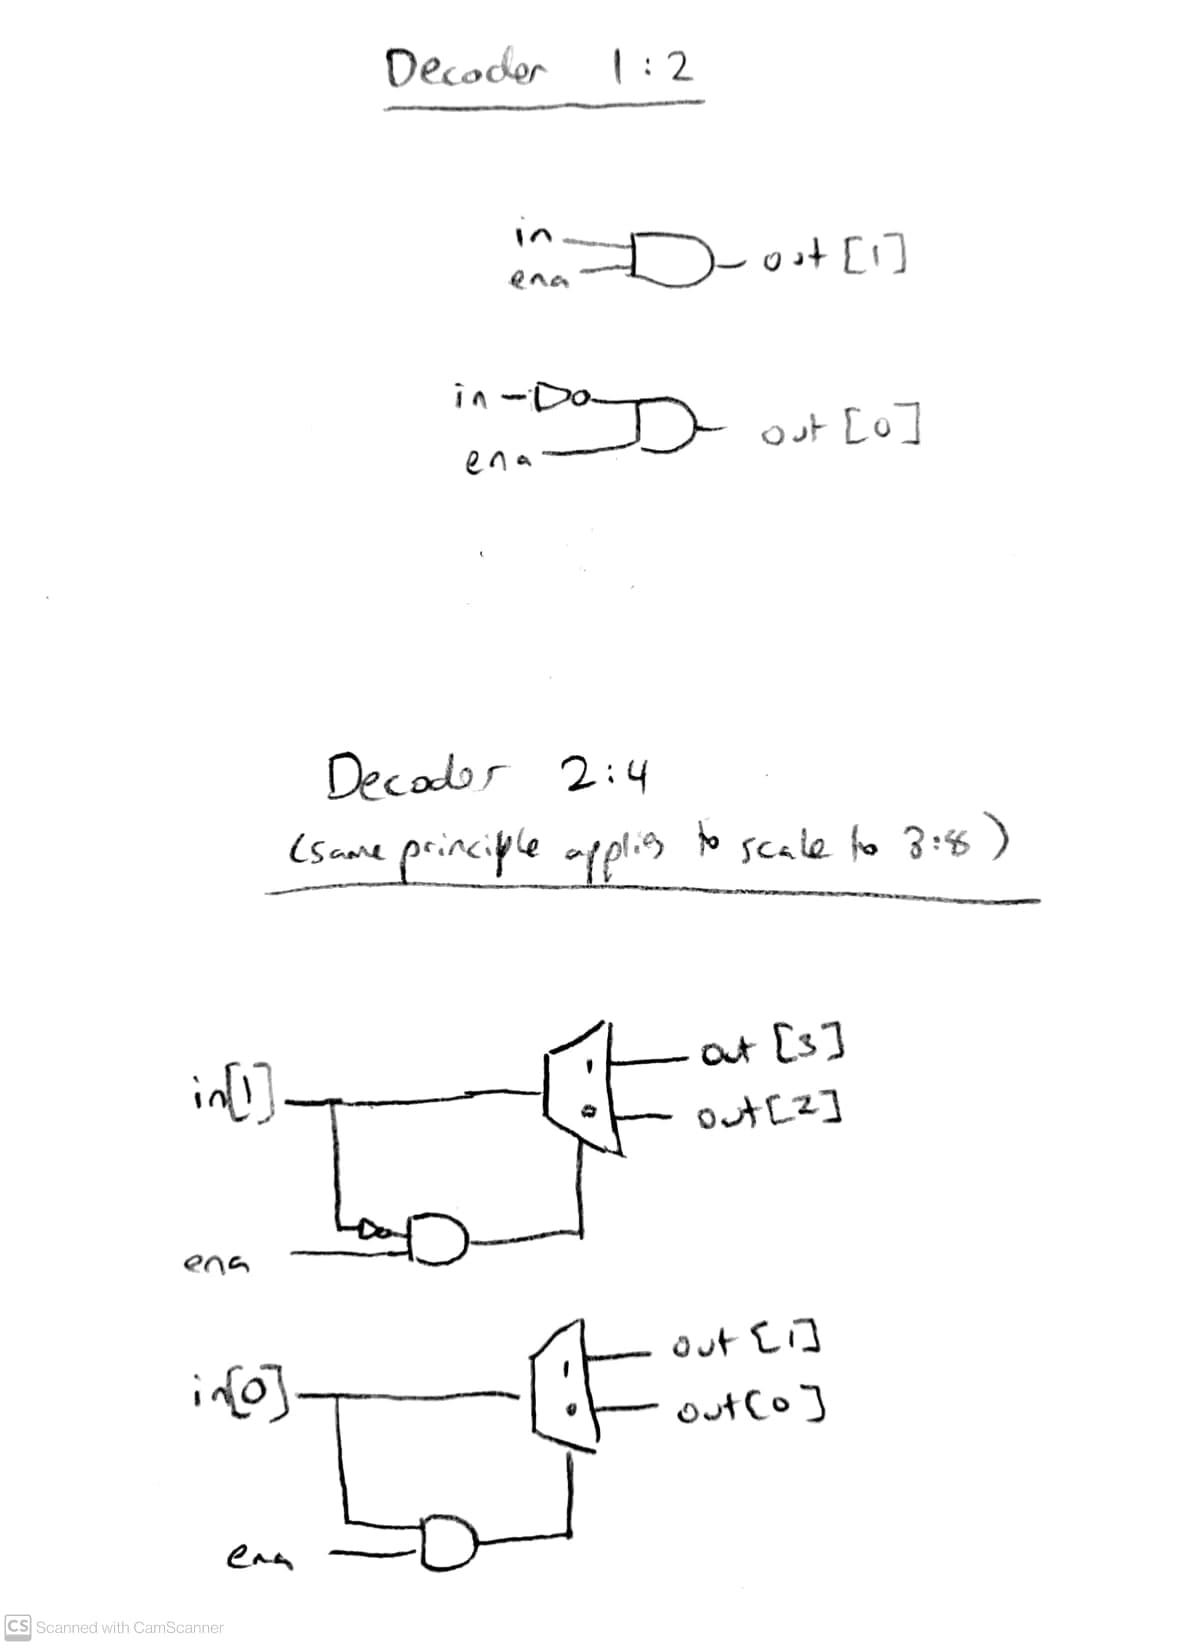 Decoder 1:2
in
ena
out [1]
in
ena
out [0]
Decoder 2:4
(same principle applies to scale to 3:8)
in[1]
1
0
out [3]
out[2]
ena
in[0]
1
0
out [1]
out[0]
ena
CS Scanned with CamScanner